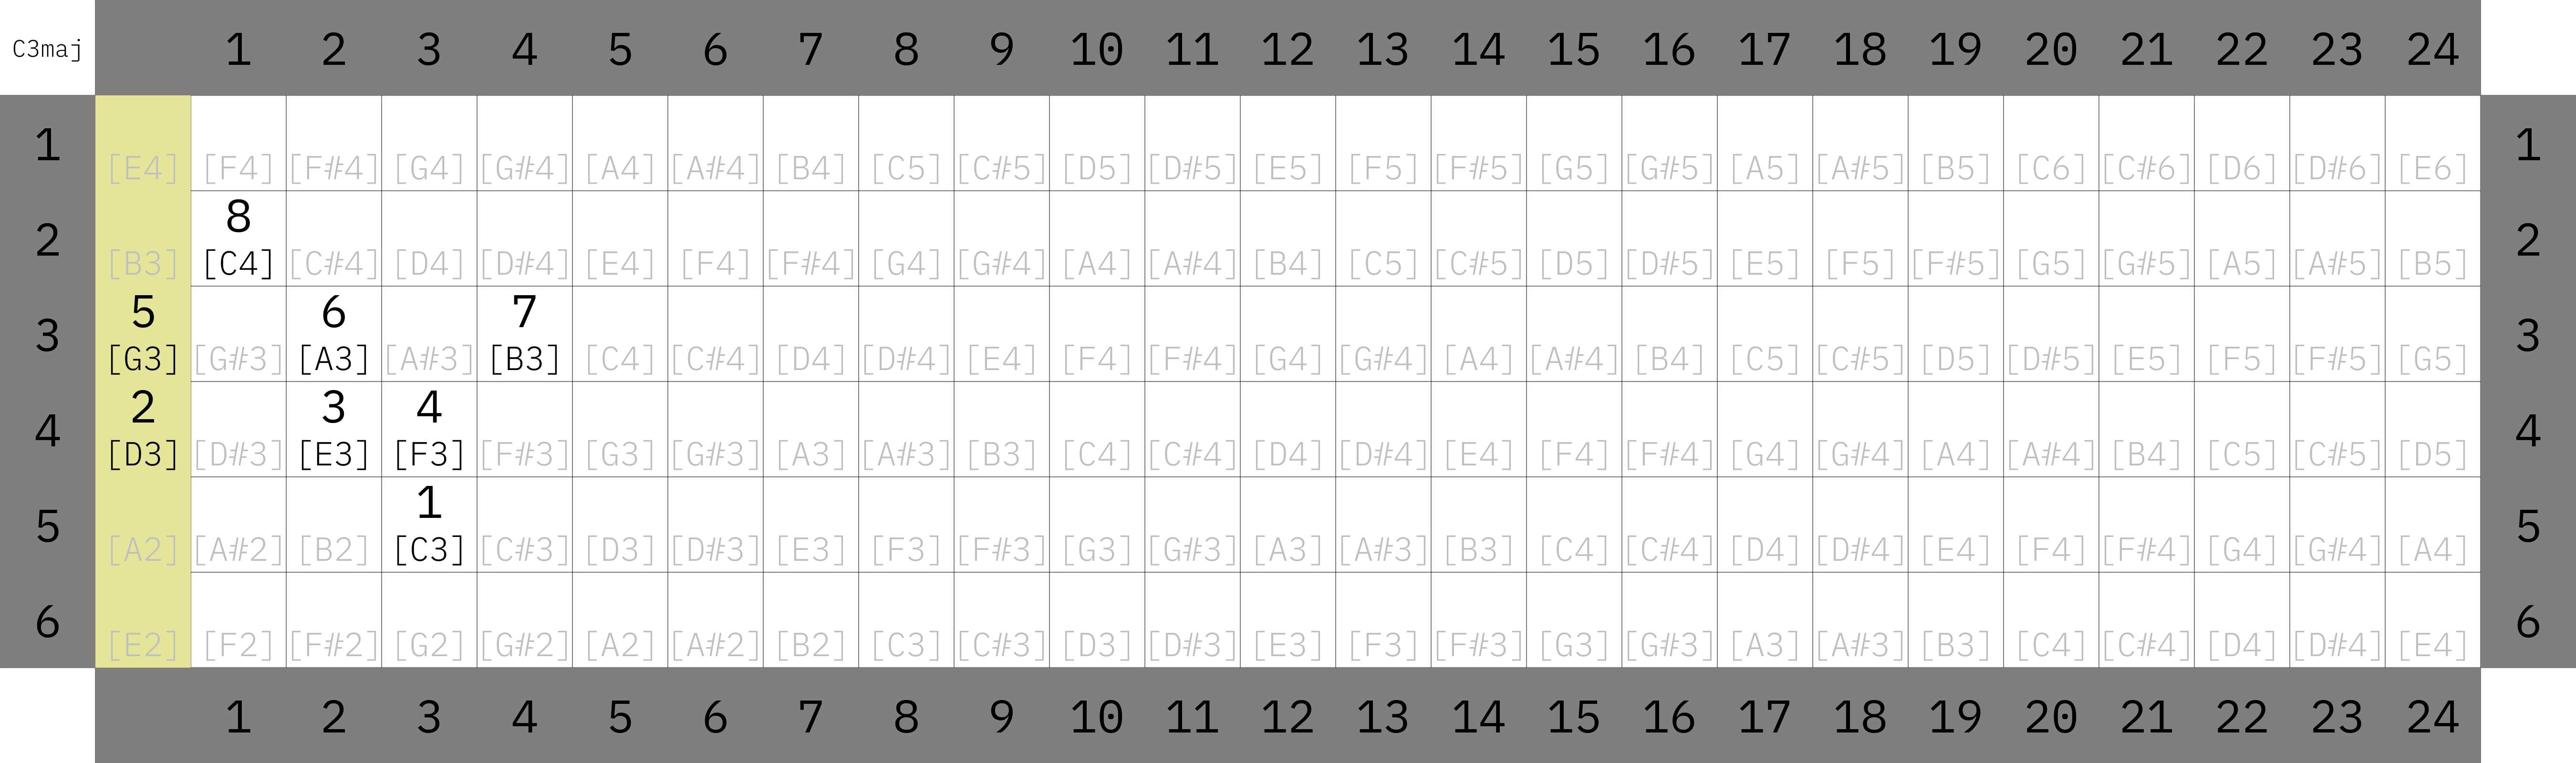 C3maj 1 2 3 4 5 6 7 8 9 10 11 12 13 14 15 16 17 18 19 20 21 22 23 24
1 [E4] [F4] [F#4] [G4] [G#4] [A4] [A#4] [B4] [C5] [C#5] [D5] [D#5] [E5] [F5] [F#5] [G5] [G#5] [A5] [A#5] [B5] [C6] [C#6] [D6] [D#6] [E6] 1
8
2 [B3] [C4] [C#4] [D4] [D#4] [E4] [F4] [F#4] [G4] [G#4] [A4] [A#4] [B4] [C5] [C#5] [D5] [D#5] [E5] [F5] [F#5] [G5] [G#5] [A5] [A#5] [B5] 2
5 6 7
3 [G3] [G#3] [A3] [A#3] [B3] [C4] [C#4] [D4] [D#4] [E4] [F4] [F#4] [G4] [G#4] [A4] [A#4] [B4] [C5] [C#5] [D5] [D#5] [E5] [F5] [F#5] [G5] 3
2 3 4
4 [D3] [D#3] [E3] [F3] [F#3] [G3] [G#3] [A3] [A#3] [B3] [C4] [C#4] [D4] [D#4] [E4] [F4] [F#4] [G4] [G#4] [A4] [A#4] [B4] [C5] [C#5] [D5] 4
1
5 [A2] [A#2] [B2] [C3] [C#3] [D3] [D#3] [E3] [F3] [F#3] [G3] [G#3] [A3] [A#3] [B3] [C4] [C#4] [D4] [D#4] [E4] [F4] [F#4] [G4] [G#4] [A4] 5
6 [E2] [F2] [F#2] [G2] [G#2] [A2] [A#2] [B2] [C3] [C#3] [D3] [D#3] [E3] [F3] [F#3] [G3] [G#3] [A3] [A#3] [B3] [C4] [C#4] [D4] [D#4] [E4] 6
1 2 3 4 5 6 7 8 9 10 11 12 13 14 15 16 17 18 19 20 21 22 23 24